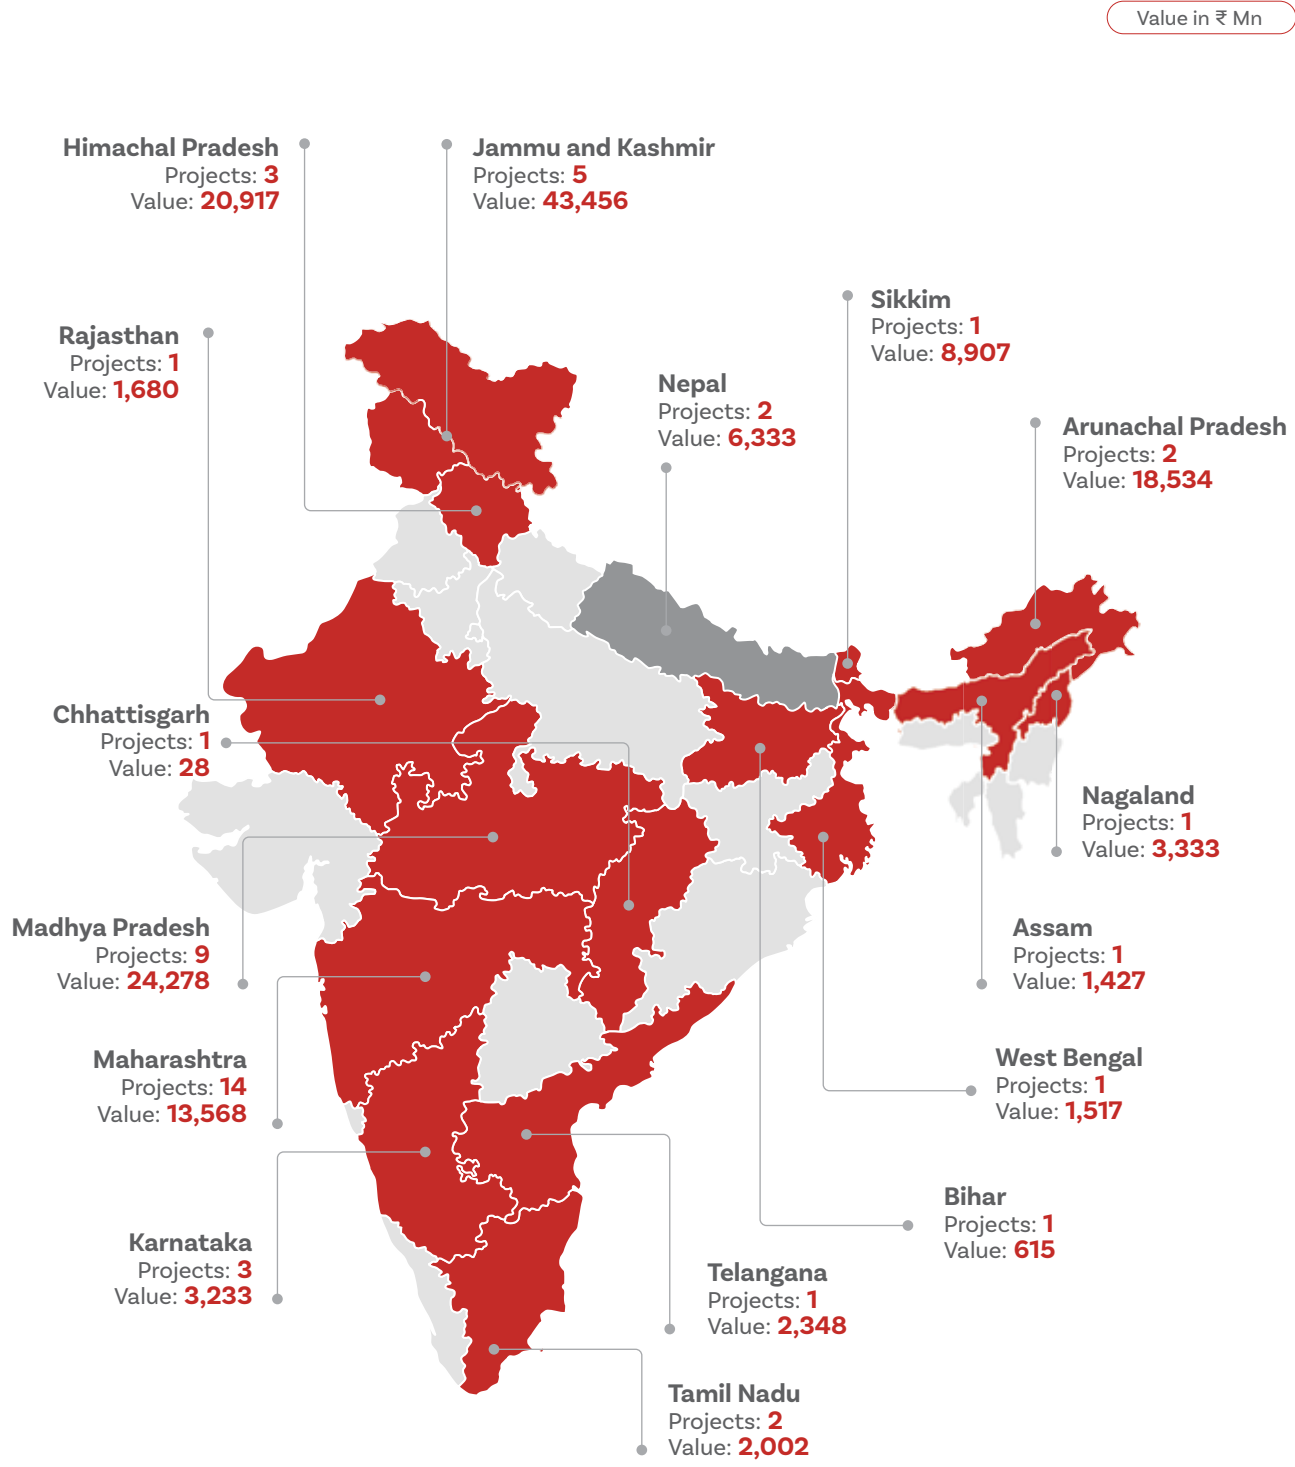 Value in ₹ Mn
Himachal Pradesh
Projects: 3
Value: 20,917
Jammu and Kashmir
Projects: 5
Value: 43,456
Sikkim
Projects: 1
Value: 8,907
Rajasthan
Projects: 1
Value: 1,680
Nepal
Projects: 2
Value: 6,333
Arunachal Pradesh
Projects: 2
Value: 18,534
Chhattisgarh
Projects: 1
Value: 28
Nagaland
Projects: 1
Value: 3,333
Madhya Pradesh
Projects: 9
Value: 24,278
Assam
Projects: 1
Value: 1,427
Maharashtra
Projects: 14
Value: 13,568
West Bengal
Projects: 1
Value: 1,517
Bihar
Projects: 1
Value: 615
Karnataka
Projects: 3
Value: 3,233
Telangana
Projects: 1
Value: 2,348
Tamil Nadu
Projects: 2
Value: 2,002